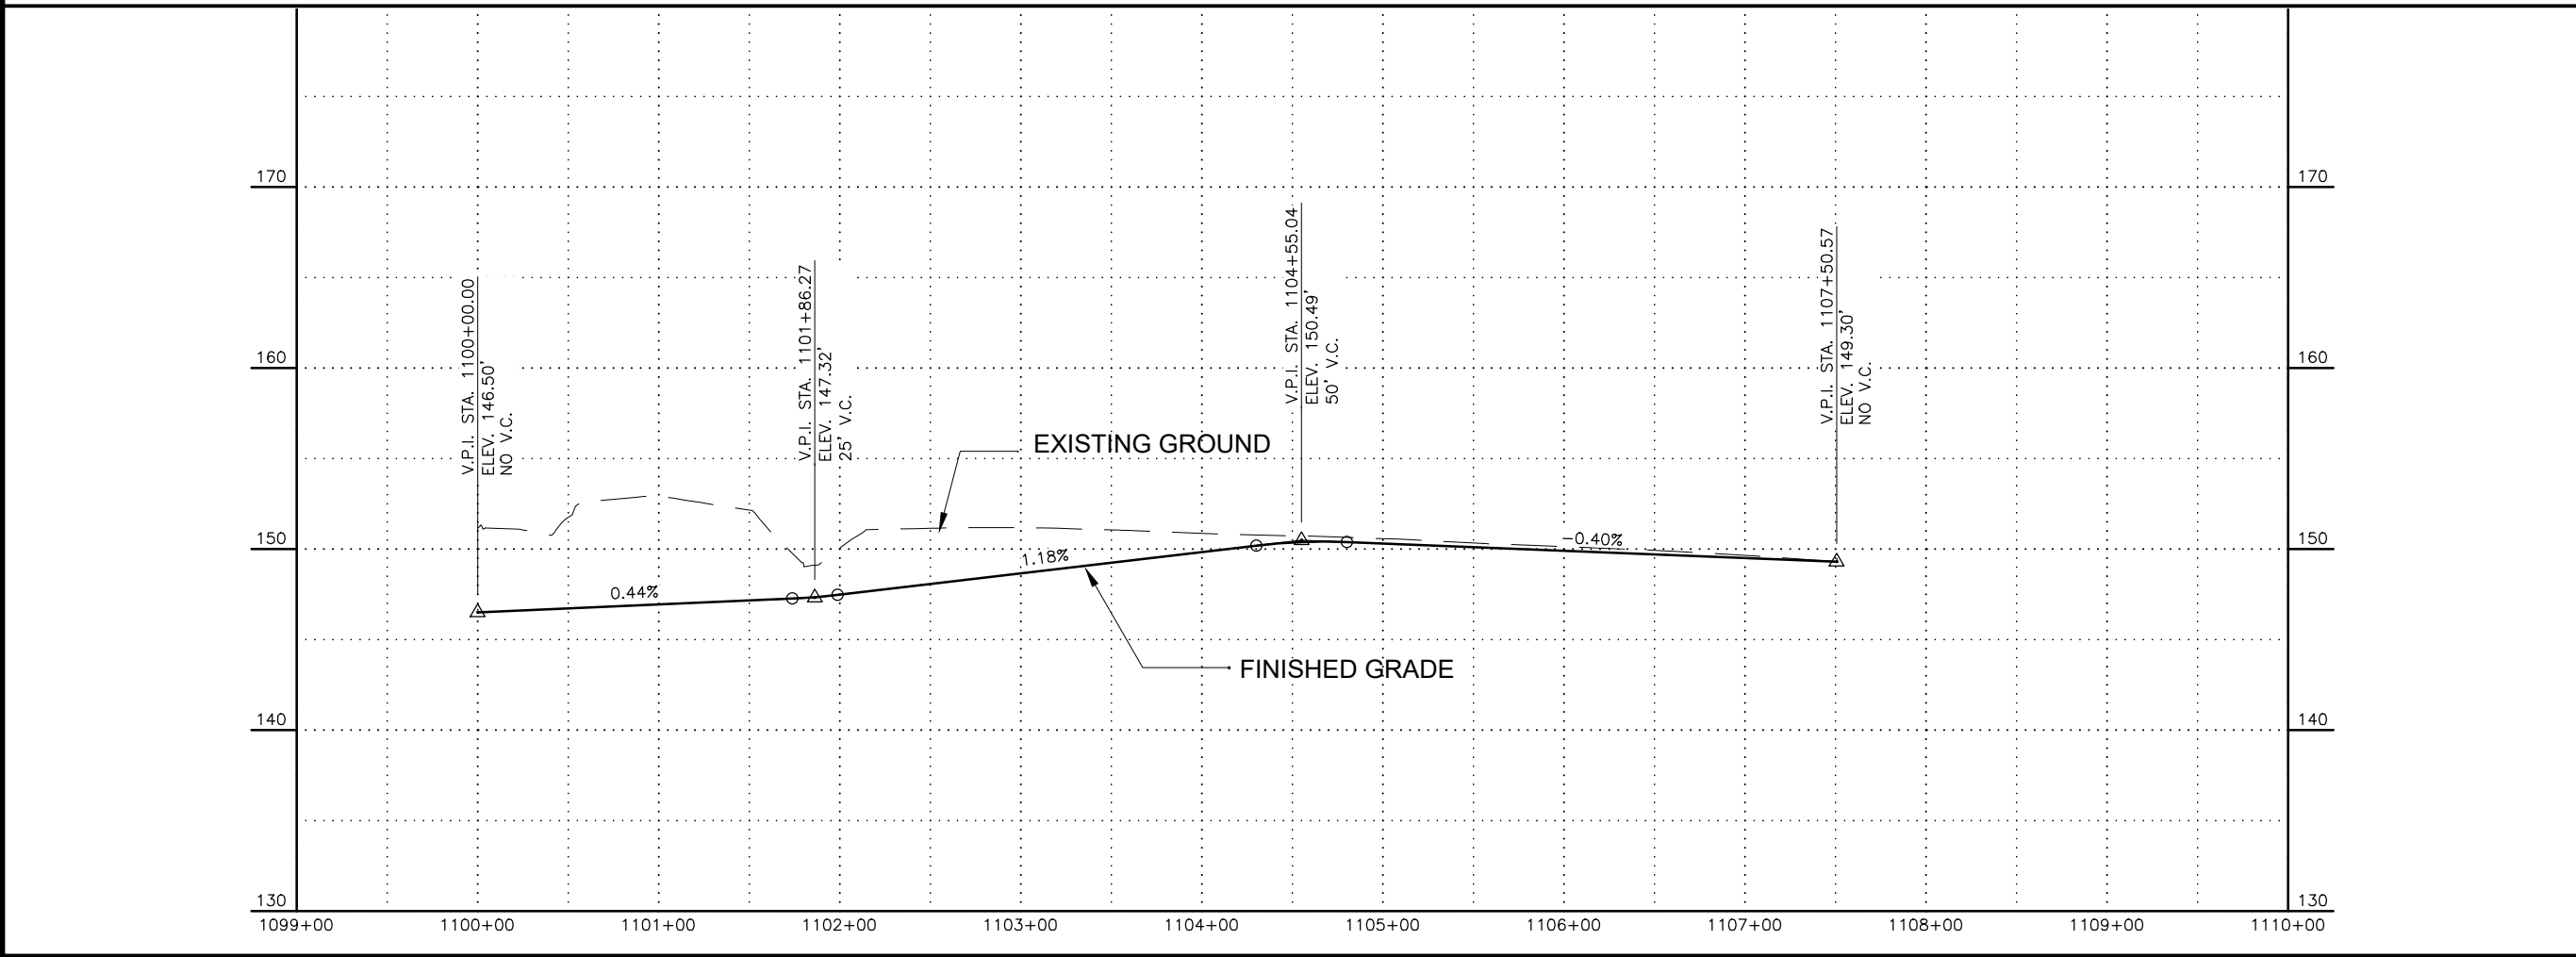 170
170
160
160
150
150
140
140
130
130
V.P.I. STA. 1100+00.00
ELEV. 146.50'
NO V.C.
V.P.I. STA. 1101+86.27
ELEV. 147.32'
25' V.C.
V.P.I. STA. 1104+55.04
ELEV. 150.49'
50' V.C.
V.P.I. STA. 1107+50.57
ELEV. 149.30'
NO V.C.
EXISTING GROUND
0.44%
1.18%
-0.40%
FINISHED GRADE
1099+00
1100+00
1101+00
1102+00
1103+00
1104+00
1105+00
1106+00
1107+00
1108+00
1109+00
1110+00